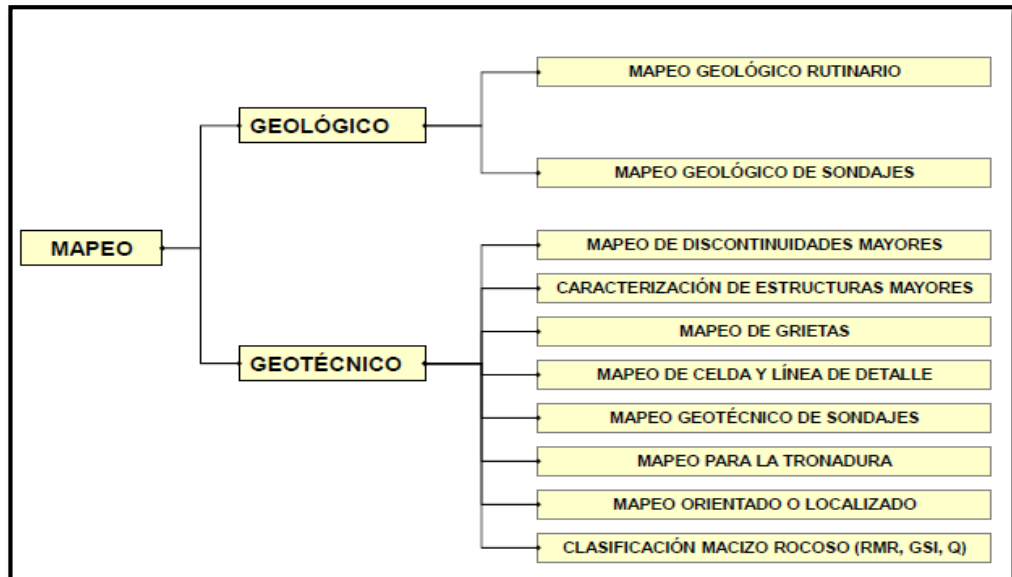 MAPEO
GEOLÓGICO
MAPEO GEOLÓGICO RUTINARIO
MAPEO GEOLÓGICO DE SONDAJES
GEOTÉCNICO
MAPEO DE DISCONTINUIDADES MAYORES
CARACTERIZACIÓN DE ESTRUCTURAS MAYORES
MAPEO DE GRIETAS
MAPEO DE CELDA Y LÍNEA DE DETALLE
MAPEO GEOTÉCNICO DE SONDAJES
MAPEO PARA LA TRONADURA
MAPEO ORIENTADO O LOCALIZADO
CLASIFICACIÓN MACIZO ROCOSO (RMR, GSI, Q)